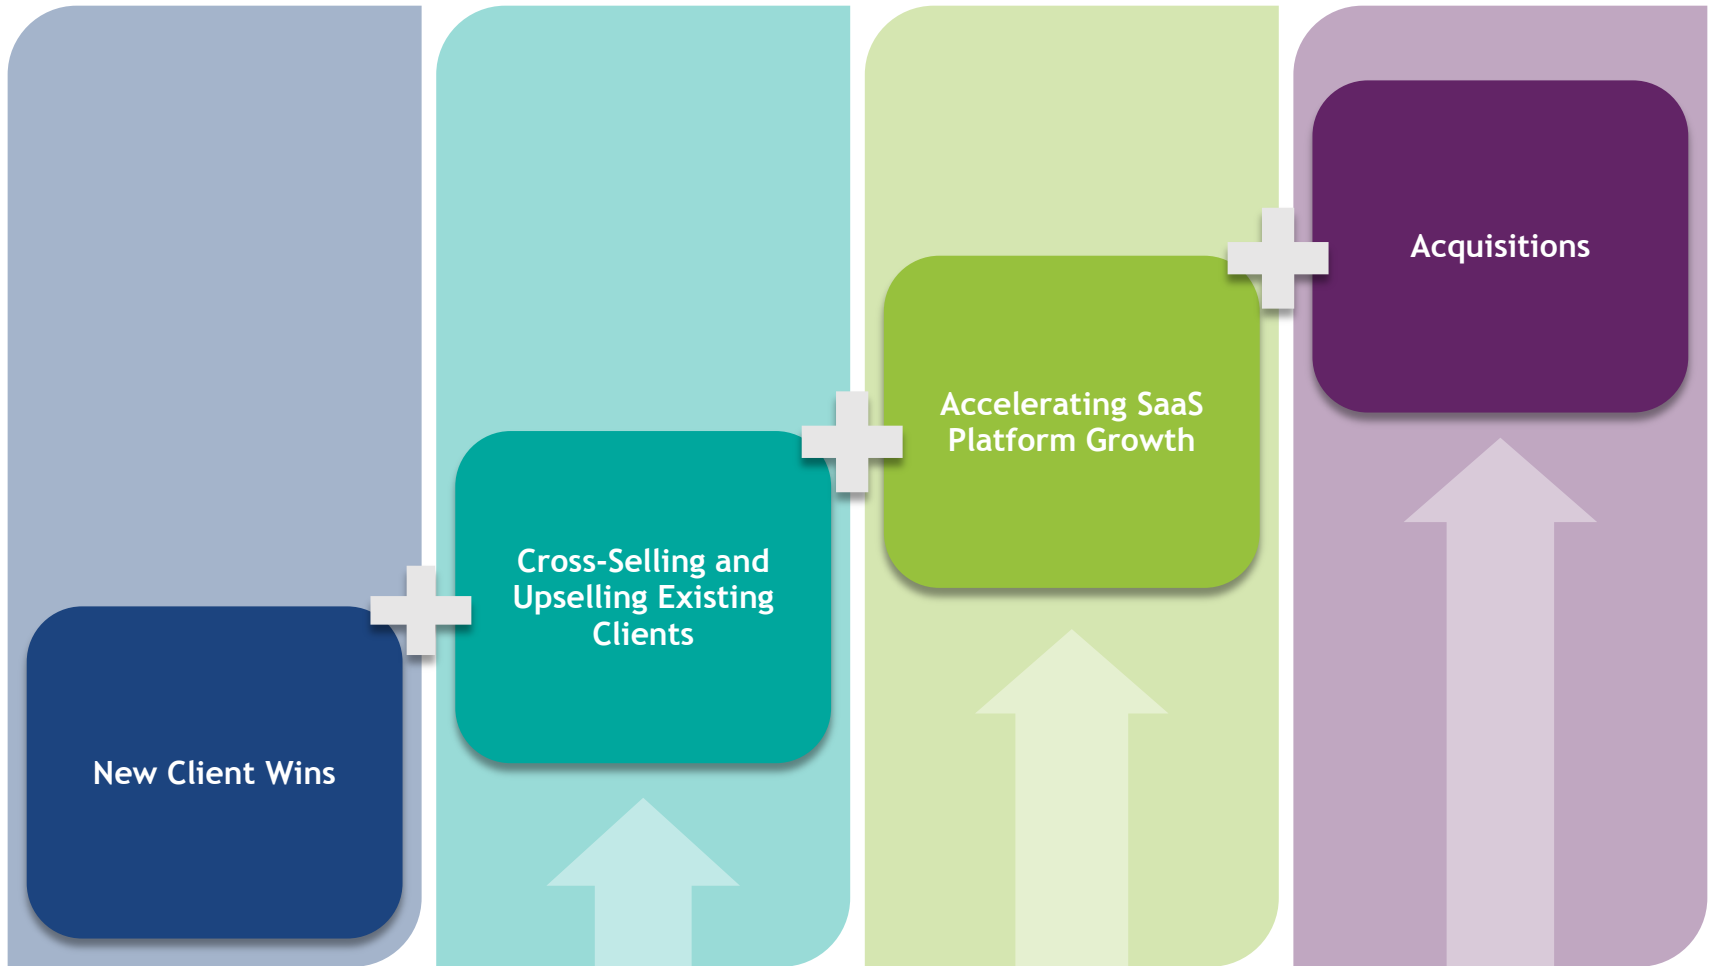 New Client Wins
Cross-Selling and
Upselling Existing
Clients
Accelerating SaaS
Platform Growth
Acquisitions